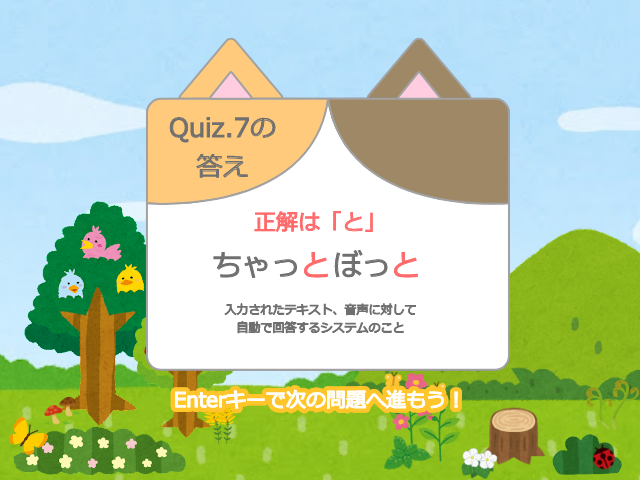 Quiz.7の
答え
正解は「と」
ちゃっとぼっと
入力されたテキスト、音声に対して
自動で回答するシステムのこと
Enterキーで次の問題へ進もう！